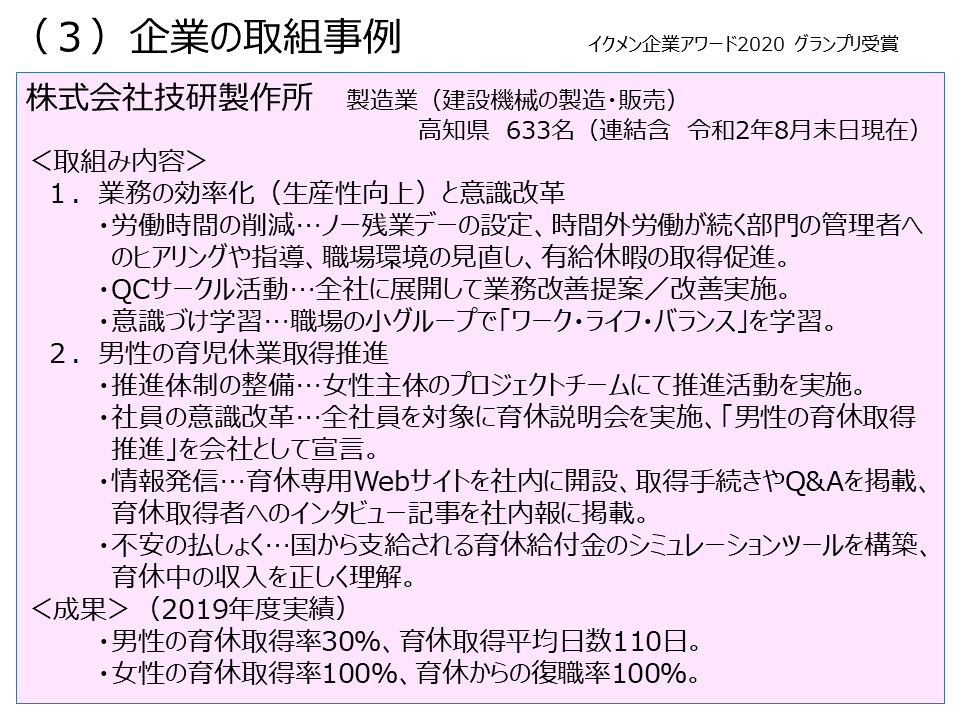 （３）企業の取組事例
イクメン企業アワード2020 グランプリ受賞
株式会社技研製作所　製造業（建設機械の製造・販売）
高知県 633名（連結含 令和2年8月末日現在）
＜取組み内容＞
１．業務の効率化（生産性向上）と意識改革
・労働時間の削減…ノー残業デーの設定、時間外労働が続く部門の管理者へ
のヒアリングや指導、職場環境の見直し、有給休暇の取得促進。
・QCサークル活動…全社に展開して業務改善提案／改善実施。
・意識づけ学習…職場の小グループで「ワーク・ライフ・バランス」を学習。
２．男性の育児休業取得推進
・推進体制の整備…女性主体のプロジェクトチームにて推進活動を実施。
・社員の意識改革…全社員を対象に育休説明会を実施、「男性の育休取得
推進」を会社として宣言。
・情報発信…育休専用Webサイトを社内に開設、取得手続きやQ&Aを掲載、
育休取得者へのインタビュー記事を社内報に掲載。
・不安の払しょく…国から支給される育休給付金のシミュレーションツールを構築、
育休中の収入を正しく理解。
＜成果＞（2019年度実績）
・男性の育休取得率30%、育休取得平均日数110日。
・女性の育休取得率100%、育休からの復職率100%。